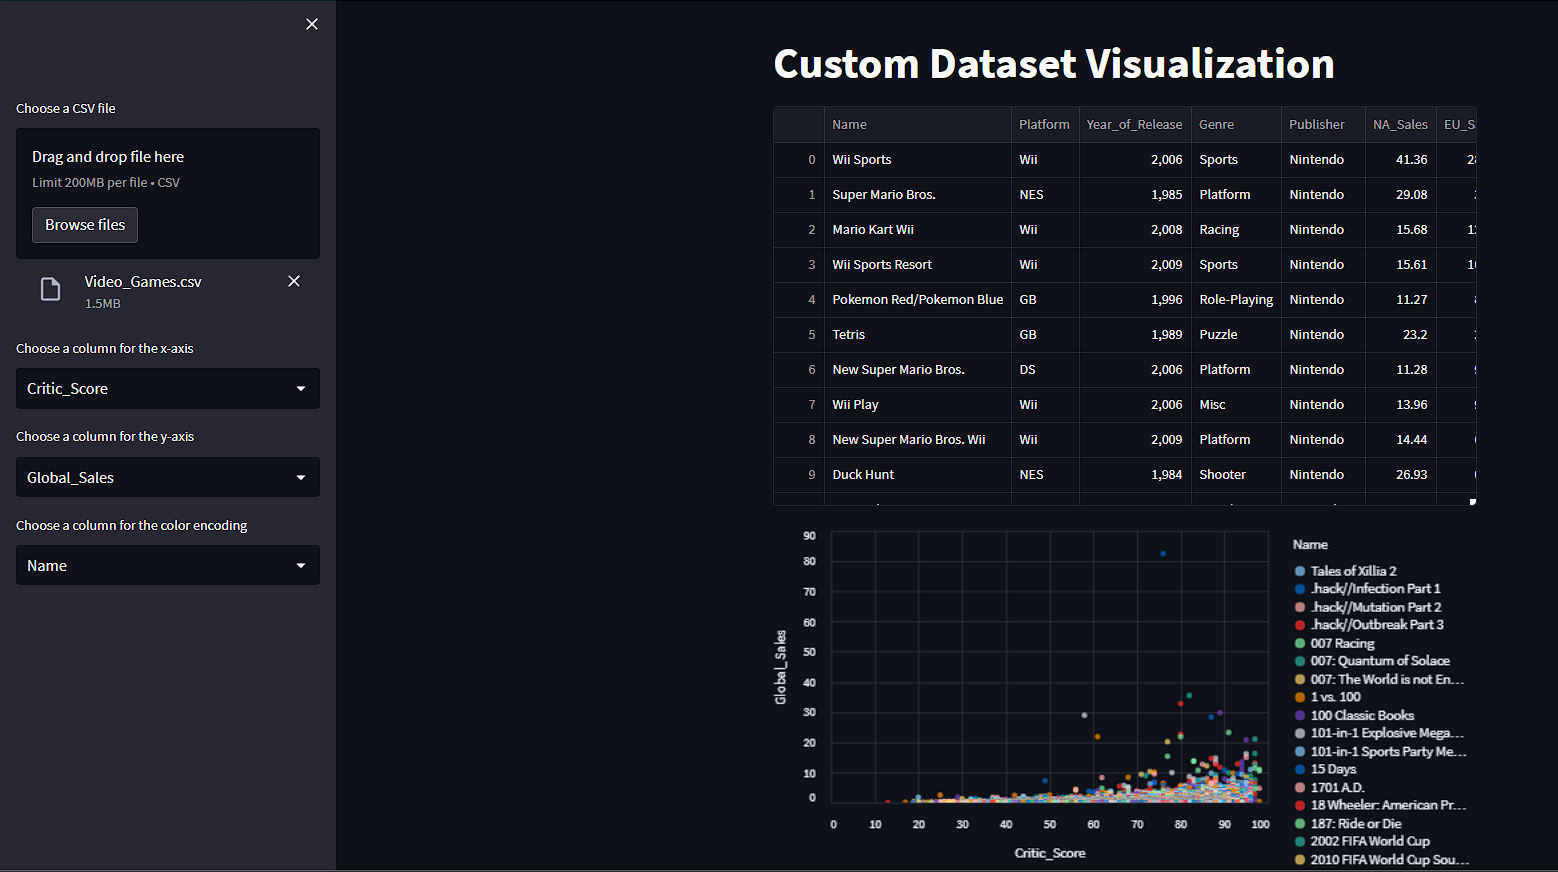 Choose a CSV file
Drag and drop file here
Limit 200MB per file • CSV
Browse files
Video_Games.csv
1.5MB
Choose a column for the x-axis
Critic_Score
Choose a column for the y-axis
Global_Sales
Choose a column for the color encoding
Name
Custom Dataset Visualization
Name Platform Year_of_Release Genre Publisher NA_Sales
0 Wii Sports Wii 2,006 Sports Nintendo 41.36
1 Super Mario Bros. NES 1,985 Platform Nintendo 29.08
2 Mario Kart Wii Wii 2,008 Racing Nintendo 15.68
3 Wii Sports Resort Wii 2,009 Sports Nintendo 15.61
4 Pokemon Red/Pokemon Blue GB 1,996 Role-Playing Nintendo 11.27
5 Tetris GB 1,989 Puzzle Nintendo 23.2
6 New Super Mario Bros. DS 2,006 Platform Nintendo 11.28
7 Wii Play Wii 2,006 Misc Nintendo 13.96
8 New Super Mario Bros. Wii Wii 2,009 Platform Nintendo 14.44
9 Duck Hunt NES 1,984 Shooter Nintendo 26.93
90
80
70
60
50
40
30
20
10
0
Global_Sales
0 10 20 30 40 50 60 70 80 90 100
Critic_Score
Name
Tales of Xillia 2
.hack//Infection Part 1
.hack//Mutation Part 2
.hack//Outbreak Part 3
007 Racing
007: Quantum of Solace
007: The World is not En…
1 vs. 100
100 Classic Books
101-in-1 Explosive Mega…
101-in-1 Sports Party Me…
15 Days
1701 A.D.
18 Wheeler: American Pr…
187: Ride or Die
2002 FIFA World Cup
2010 FIFA World Cup Sou…